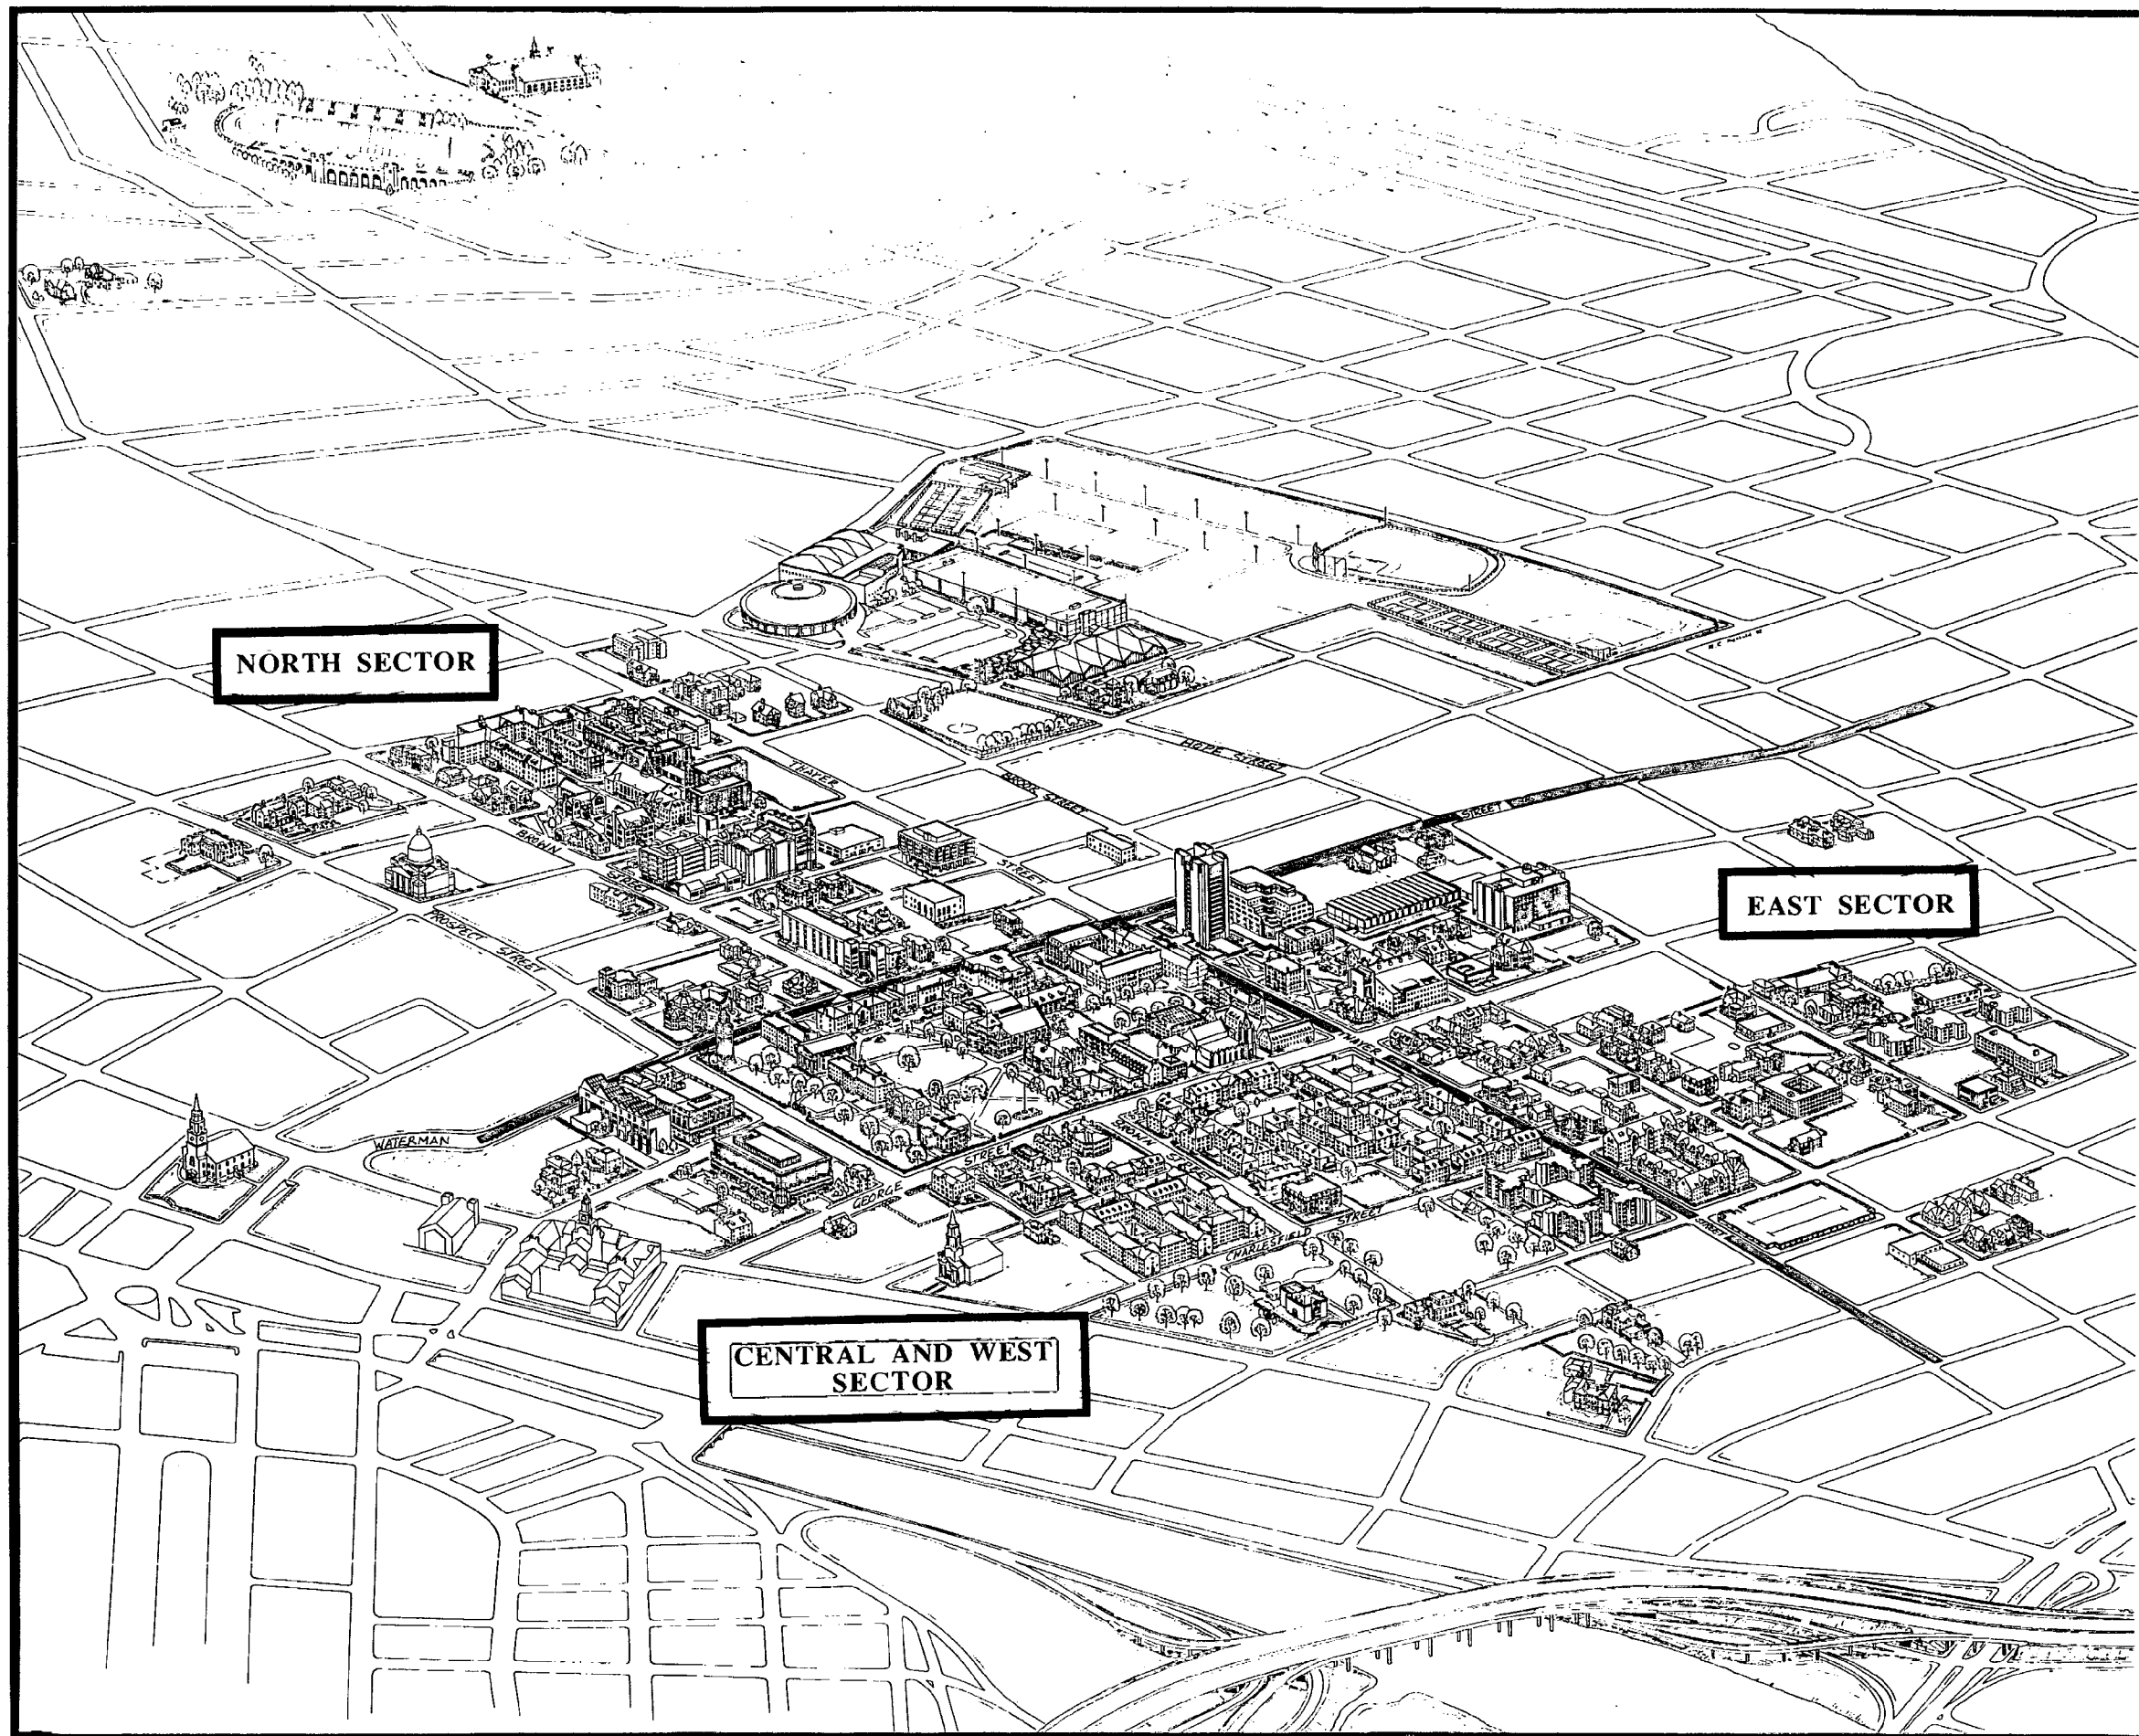 NORTH SECTOR
HOPE STREET
THAYER
STREET
BROWN
STREET
EAST SECTOR
PROSPECT STREET
THAYER
WATERMAN
BROWN
STREET
GEORGE
STREET
CHARLESFIELD
CENTRAL AND WEST
SECTOR